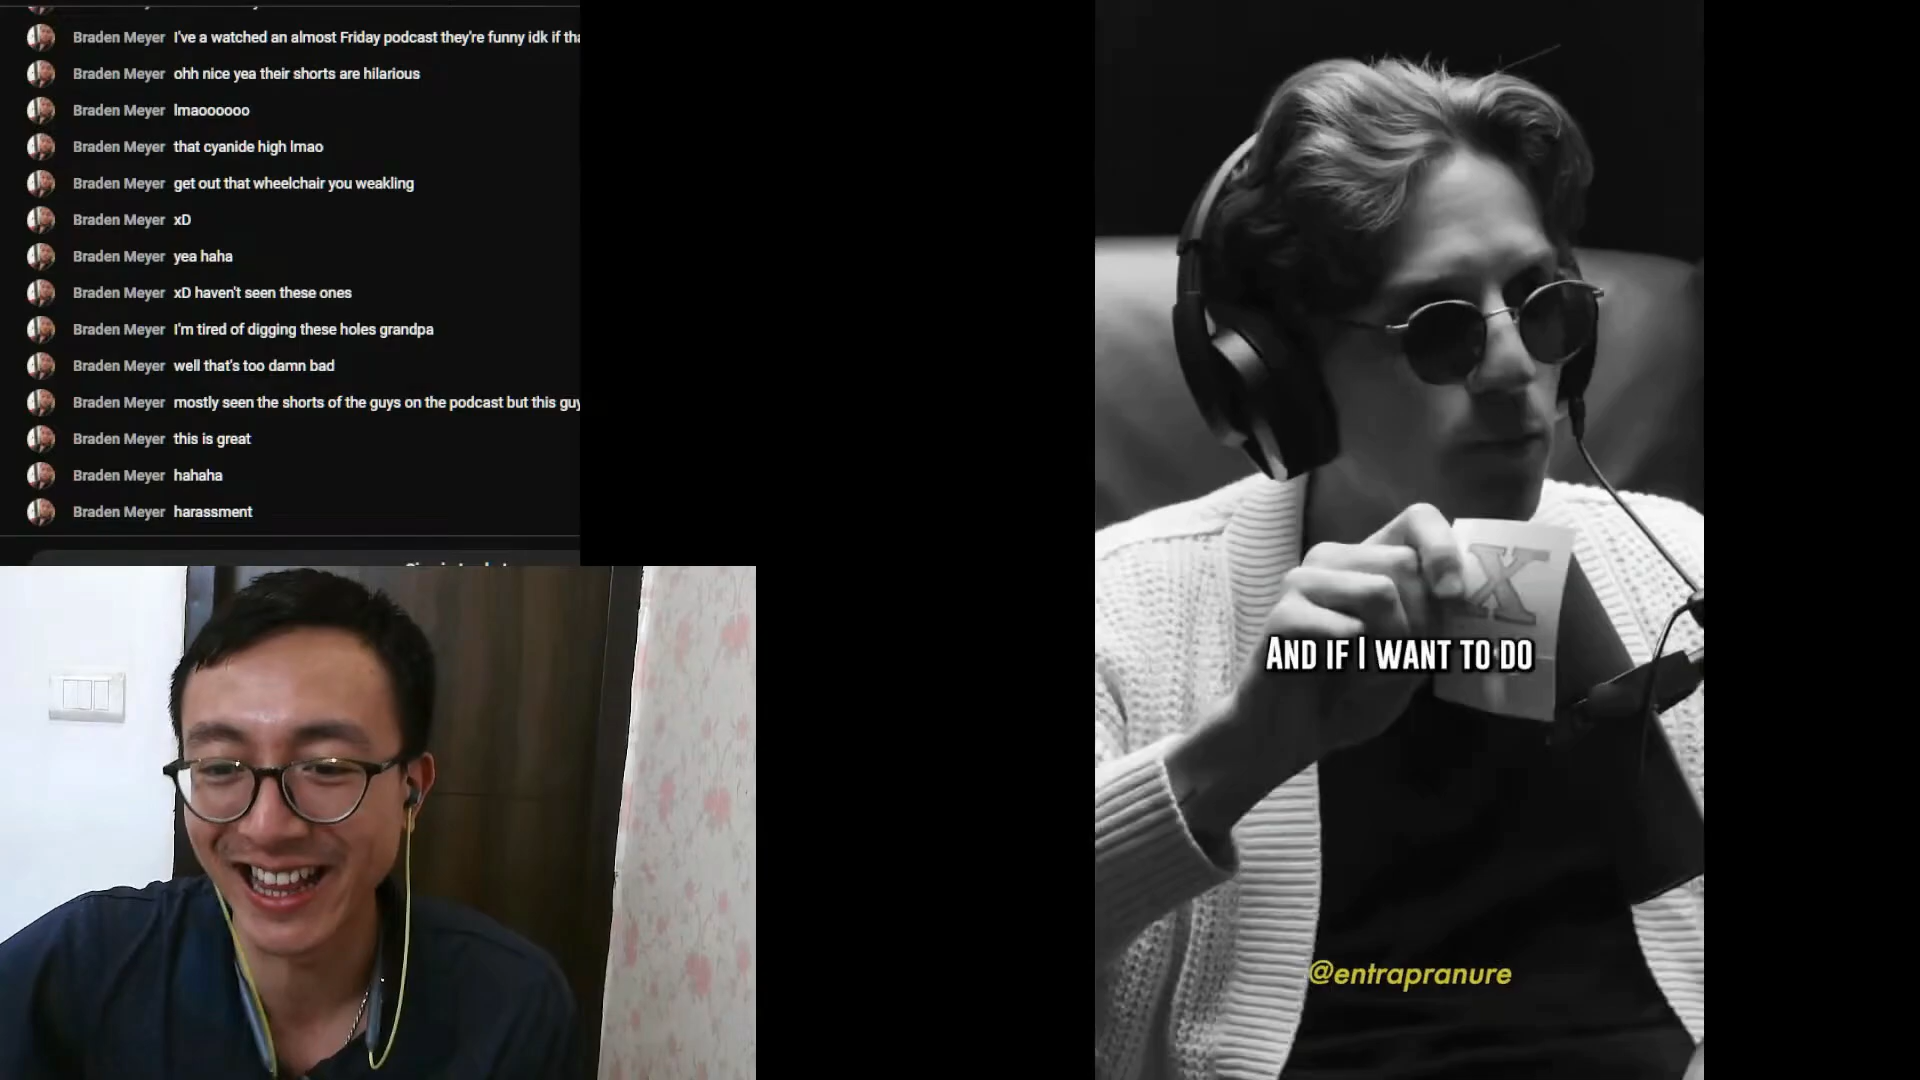 Braden Meyer I've a watched an almost Friday podcast they're funny idk if tha
Braden Meyer ohh nice yea their shorts are hilarious
Braden Meyer lmaoooooo
Braden Meyer that cyanide high lmao
Braden Meyer get out that wheelchair you weakling
Braden Meyer xD
Braden Meyer yea haha
Braden Meyer xD haven't seen these ones
Braden Meyer I'm tired of digging these holes grandpa
Braden Meyer well that's too damn bad
Braden Meyer mostly seen the shorts of the guys on the podcast but this guy
Braden Meyer this is great
Braden Meyer hahaha
Braden Meyer harassment
X
AND IF I WANT TO DO
@entrapranure